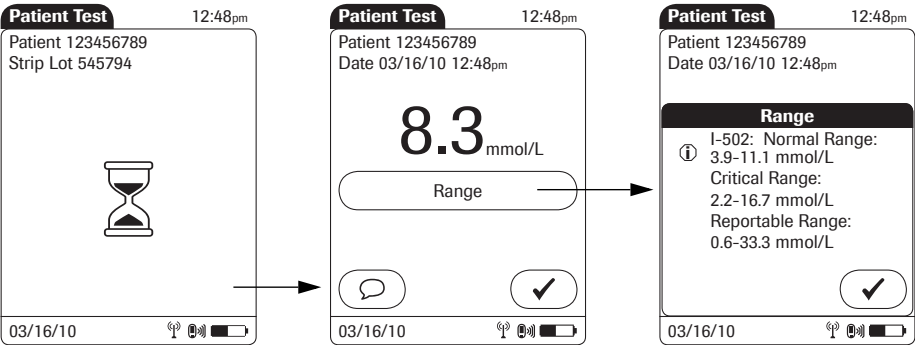 Patient Test 12:48pm
Patient 123456789
Strip Lot 545794
03/16/10
Patient Test 12:48pm
Patient 123456789
Date 03/16/10 12:48pm
8.3 mmol/L
Range
03/16/10
Patient Test 12:48pm
Patient 123456789
Date 03/16/10 12:48pm
Range
I-502: Normal Range:
3.9-11.1 mmol/L
Critical Range:
2.2-16.7 mmol/L
Reportable Range:
0.6-33.3 mmol/L
03/16/10